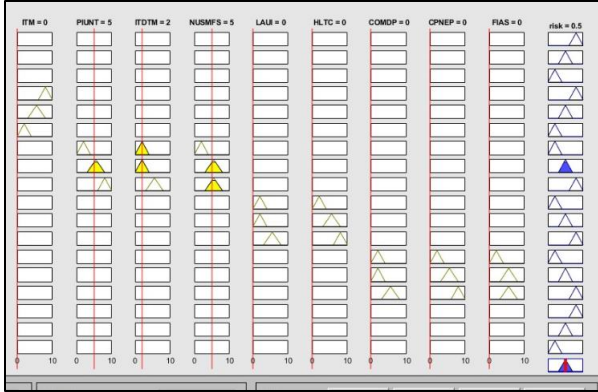 ITM = 0 PIUNT = 5 ITDTM = 2 NUSMFS = 5 LAUI = 0 HLTC = 0 COMDP = 0 CPNEP = 0 FIAS = 0 risk = 0.5
0 10 0 10 0 10 0 10 0 10 0 10 0 10 0 10 0 10 0 10